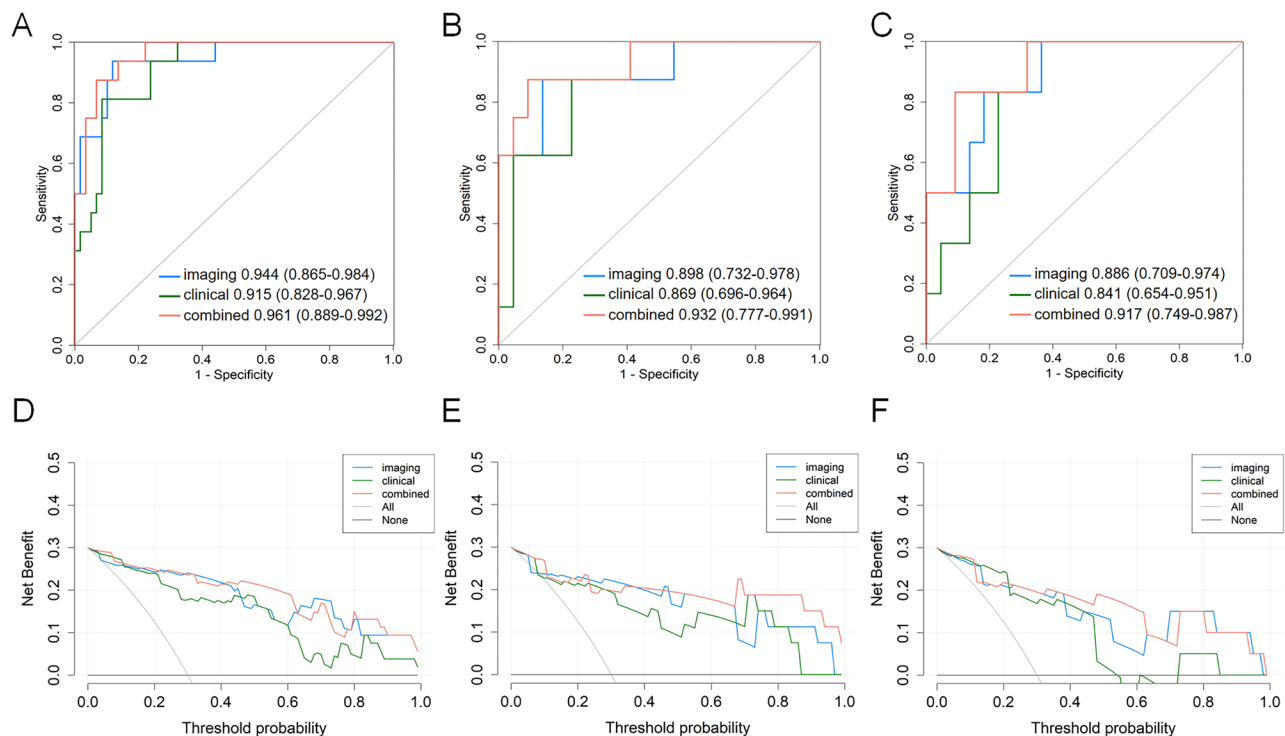 A
1.0
0.8
0.6
0.4
0.2
0.0
Sensitivity
imaging 0.944 (0.865-0.984)
clinical 0.915 (0.828-0.967)
combined 0.961 (0.889-0.992)
0.0 0.2 0.4 0.6 0.8 1.0
1 - Specificity
B
1.0
0.8
0.6
0.4
0.2
0.0
Sensitivity
imaging 0.898 (0.732-0.978)
clinical 0.869 (0.696-0.964)
combined 0.932 (0.777-0.991)
0.0 0.2 0.4 0.6 0.8 1.0
1 - Specificity
C
1.0
0.8
0.6
0.4
0.2
0.0
Sensitivity
imaging 0.886 (0.709-0.974)
clinical 0.841 (0.654-0.951)
combined 0.917 (0.749-0.987)
0.0 0.2 0.4 0.6 0.8 1.0
1 - Specificity
D
0.5
0.4
0.3
0.2
0.1
0.0
Net Benefit
imaging
clinical
combined
All
None
0.0 0.2 0.4 0.6 0.8 1.0
Threshold probability
E
0.5
0.4
0.3
0.2
0.1
0.0
Net Benefit
imaging
clinical
combined
All
None
0.0 0.2 0.4 0.6 0.8 1.0
Threshold probability
F
0.5
0.4
0.3
0.2
0.1
0.0
Net Benefit
imaging
clinical
combined
All
None
0.0 0.2 0.4 0.6 0.8 1.0
Threshold probability